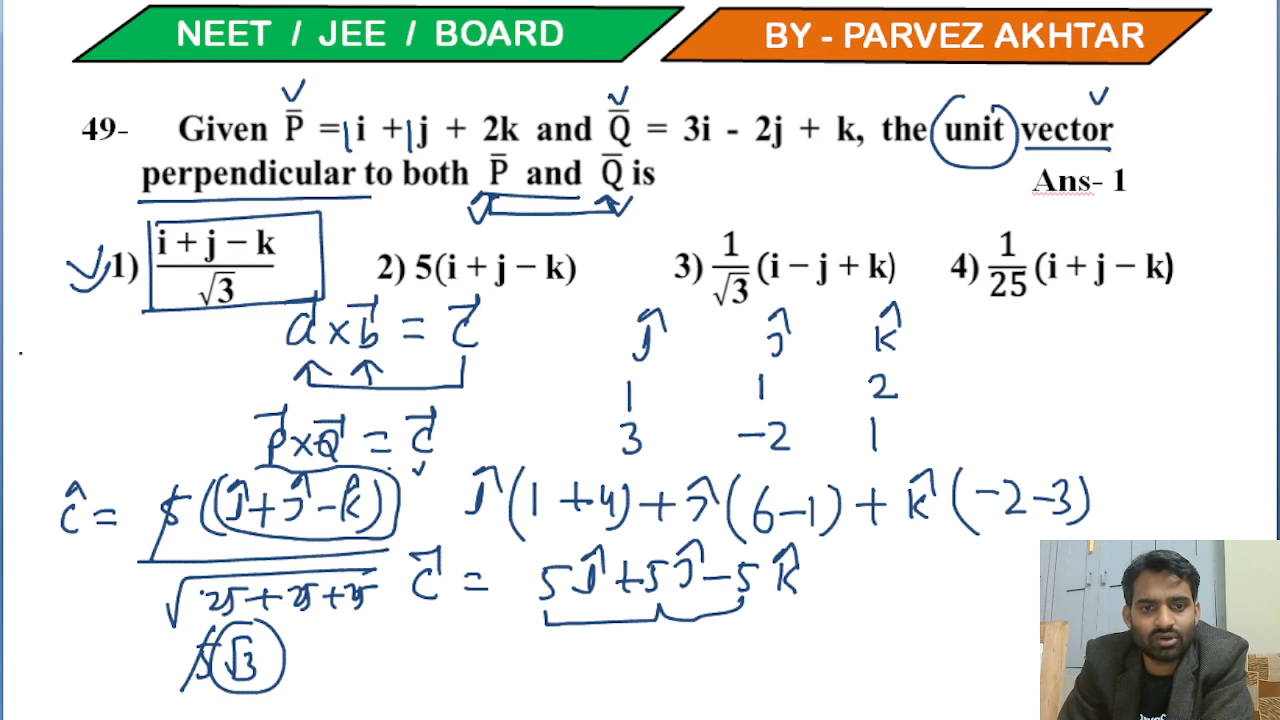 NEET / JEE / BOARD
BY - PARVEZ AKHTAR
49- Given P̅ = 1i + 1j + 2k and Q̅ = 3i - 2j + k, the unit vector
perpendicular to both P̅ and Q̅ is
Ans- 1
1) (i + j − k)/√3 2) 5(i + j − k) 3) 1/√3 (i − j + k) 4) 1/25 (i + j − k)
a⃗ × b⃗ = c⃗
î ĵ k̂
1 1 2
3 −2 1
P⃗ × Q⃗ = c⃗
î(1 + 4) + ĵ(6 − 1) + k̂(−2 − 3)
c⃗ = 5î + 5ĵ − 5k̂
ĉ = 5(î + ĵ − k̂)
√25 + 25 + 25
5√3